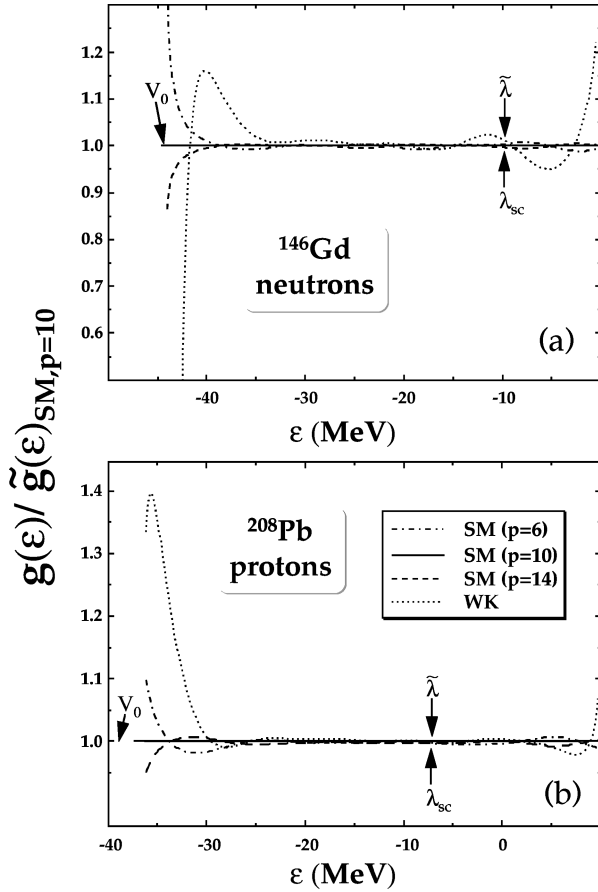 g(ε)/ g̃(ε)SM,p=10
1.2
1.1
1.0
0.9
0.8
0.7
0.6
V₀
λ̃
λsc
¹⁴⁶Gd
neutrons
(a)
-40
-30
-20
-10
ε (MeV)
1.4
1.3
1.2
1.1
1.0
²⁰⁸Pb
protons
SM (p=6)
SM (p=10)
SM (p=14)
WK
V₀
λ̃
λsc
(b)
-40
-30
-20
-10
0
ε (MeV)